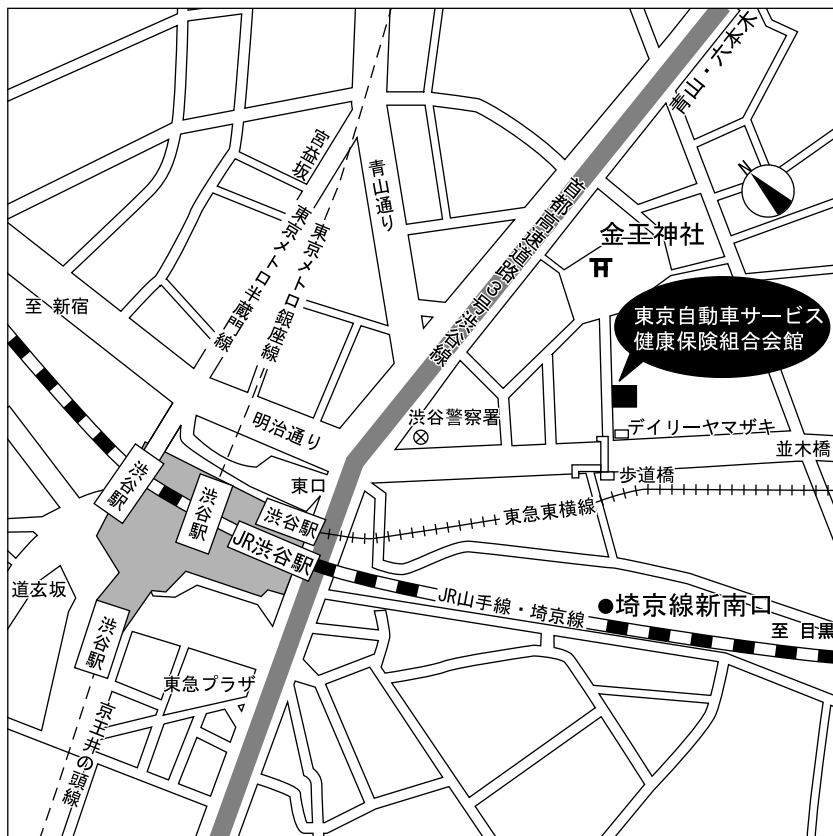 青山・六本木
宮益坂
青山通り
N
首都高速道路3号渋谷線
金王神社
東京メトロ銀座線
東京メトロ半蔵門線
至 新宿
東京自動車サービス
健康保険組合会館
明治通り
渋谷警察署
デイリーヤマザキ
並木橋
渋谷駅
渋谷駅
東口
歩道橋
渋谷駅
東急東横線
JR渋谷駅
道玄坂
JR山手線・埼京線
●埼京線新南口
至 目黒
渋谷駅
東急プラザ
京王井の頭線